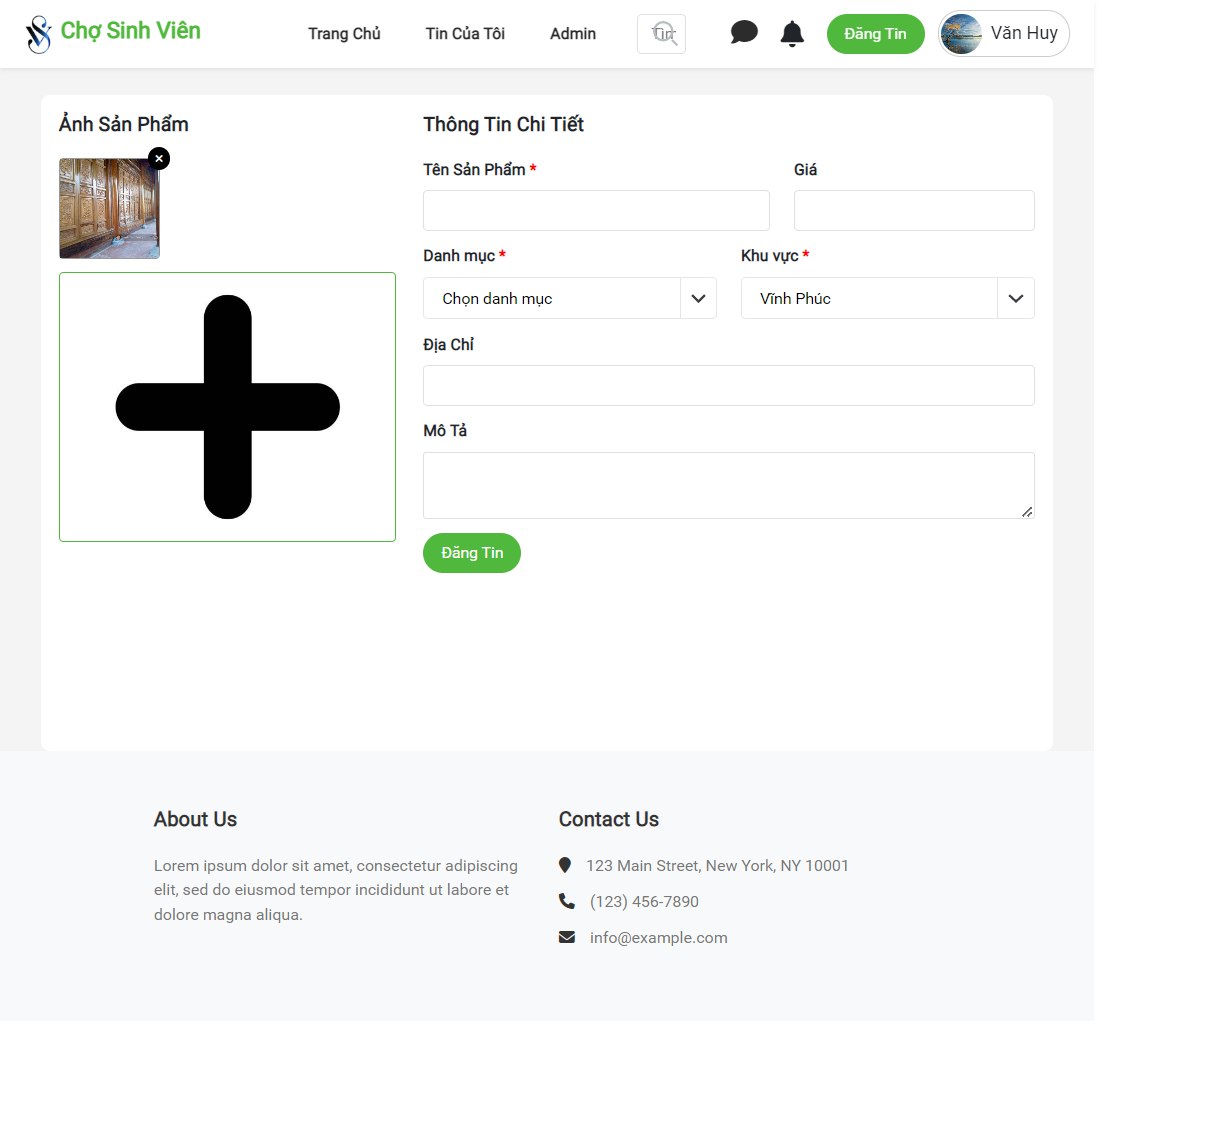 Chợ Sinh Viên
Trang Chủ
Tin Của Tôi
Admin
Đăng Tin
Văn Huy
Ảnh Sản Phẩm
Thông Tin Chi Tiết
Tên Sản Phẩm *
Giá
Danh mục *
Khu vực *
Chọn danh mục
Vĩnh Phúc
Địa Chỉ
Mô Tả
Đăng Tin
About Us
Contact Us
Lorem ipsum dolor sit amet, consectetur adipiscing
elit, sed do eiusmod tempor incididunt ut labore et
dolore magna aliqua.
123 Main Street, New York, NY 10001
(123) 456-7890
info@example.com